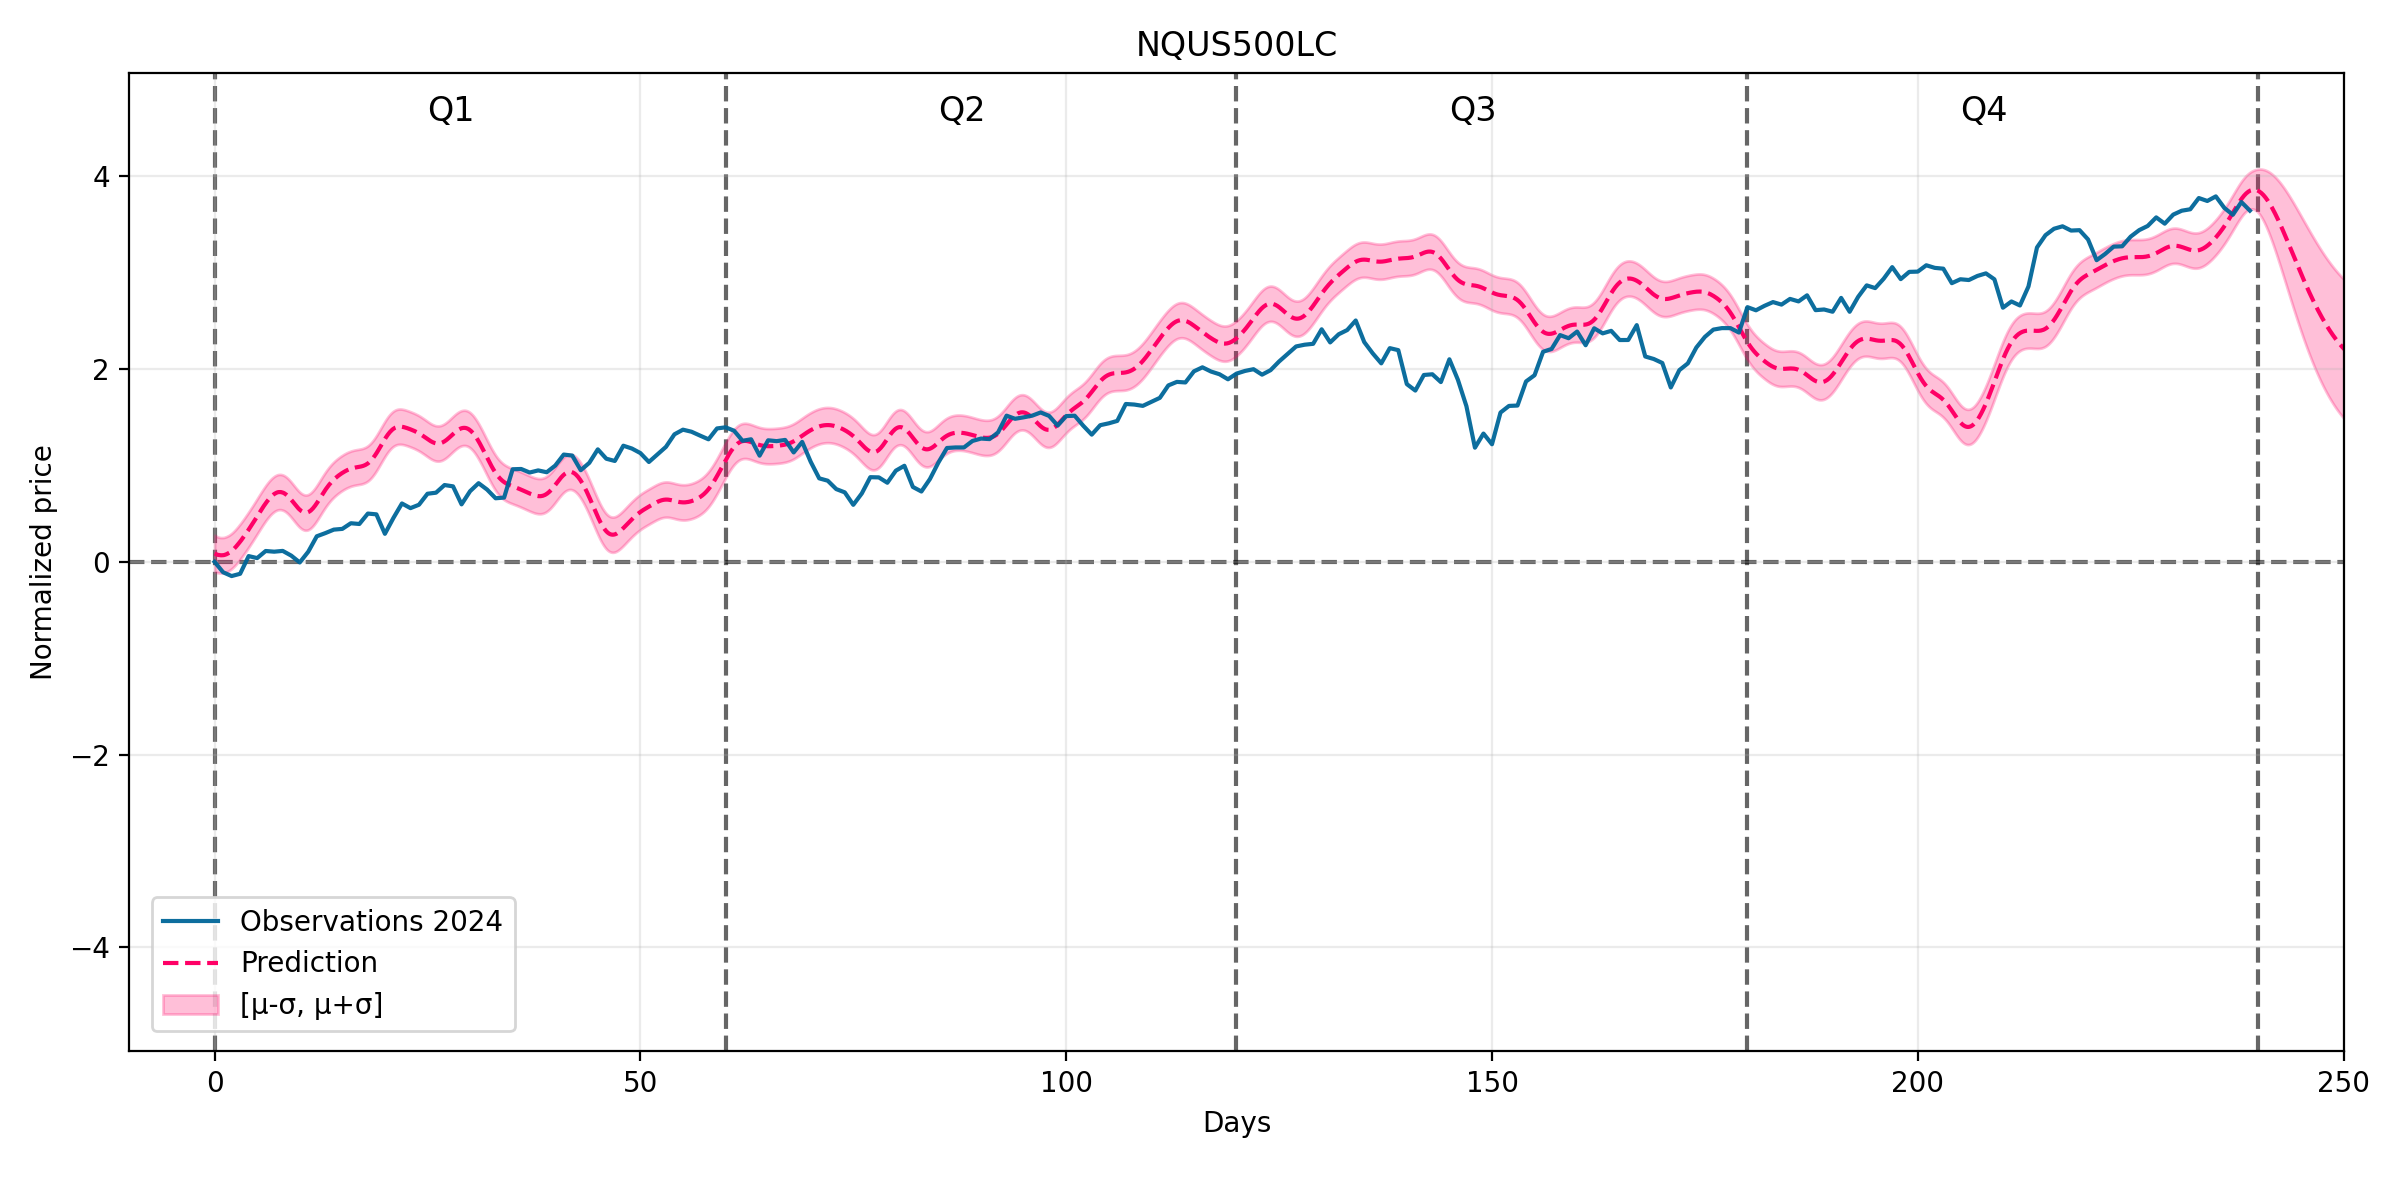 NQUS500LC
Q1 Q2 Q3 Q4
4
2
0
−2
−4
Normalized price
Observations 2024
Prediction
[μ-σ, μ+σ]
0 50 100 150 200 250
Days